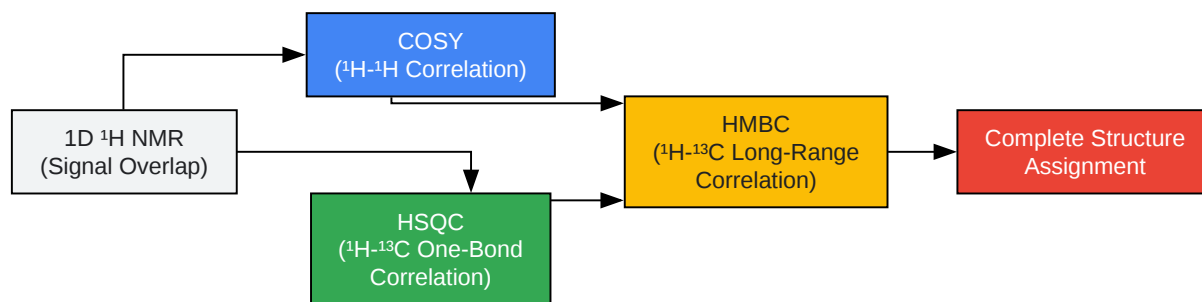 COSY
(¹H-¹H Correlation)
1D ¹H NMR
(Signal Overlap)
HSQC
(¹H-¹³C One-Bond
Correlation)
HMBC
(¹H-¹³C Long-Range
Correlation)
Complete Structure
Assignment